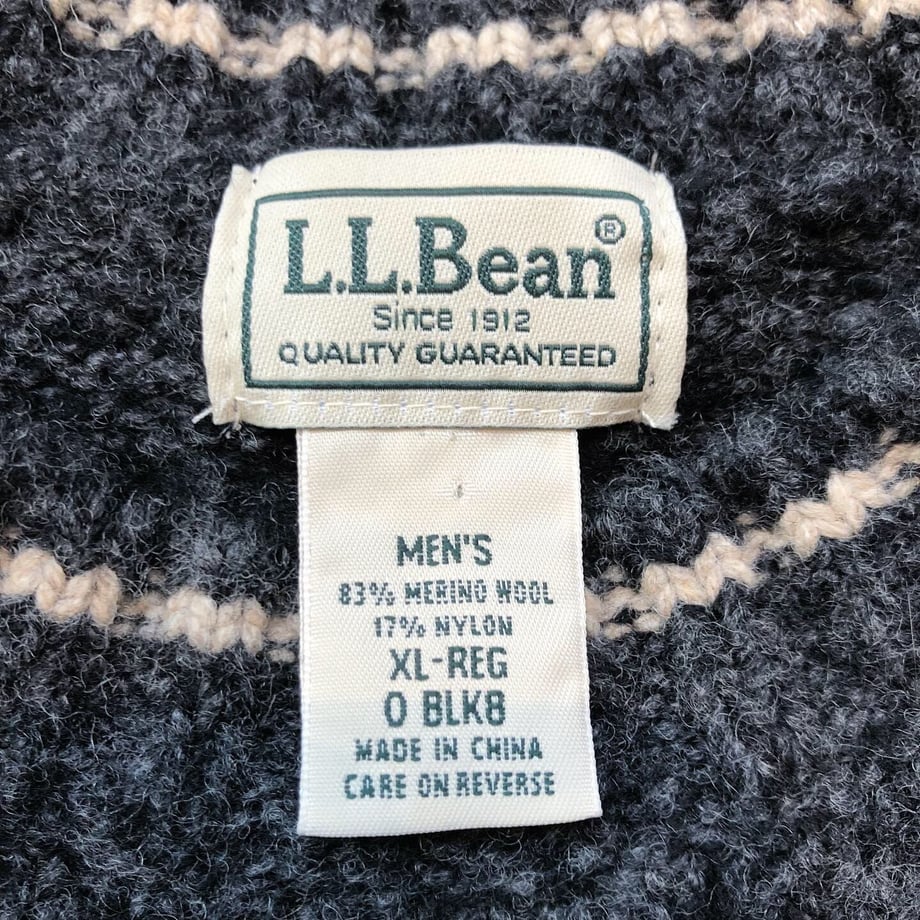 L.L.Bean®
Since 1912
QUALITY GUARANTEED
MEN'S
83% MERINO WOOL
17% NYLON
XL-REG
0 BLK8
MADE IN CHINA
CARE ON REVERSE